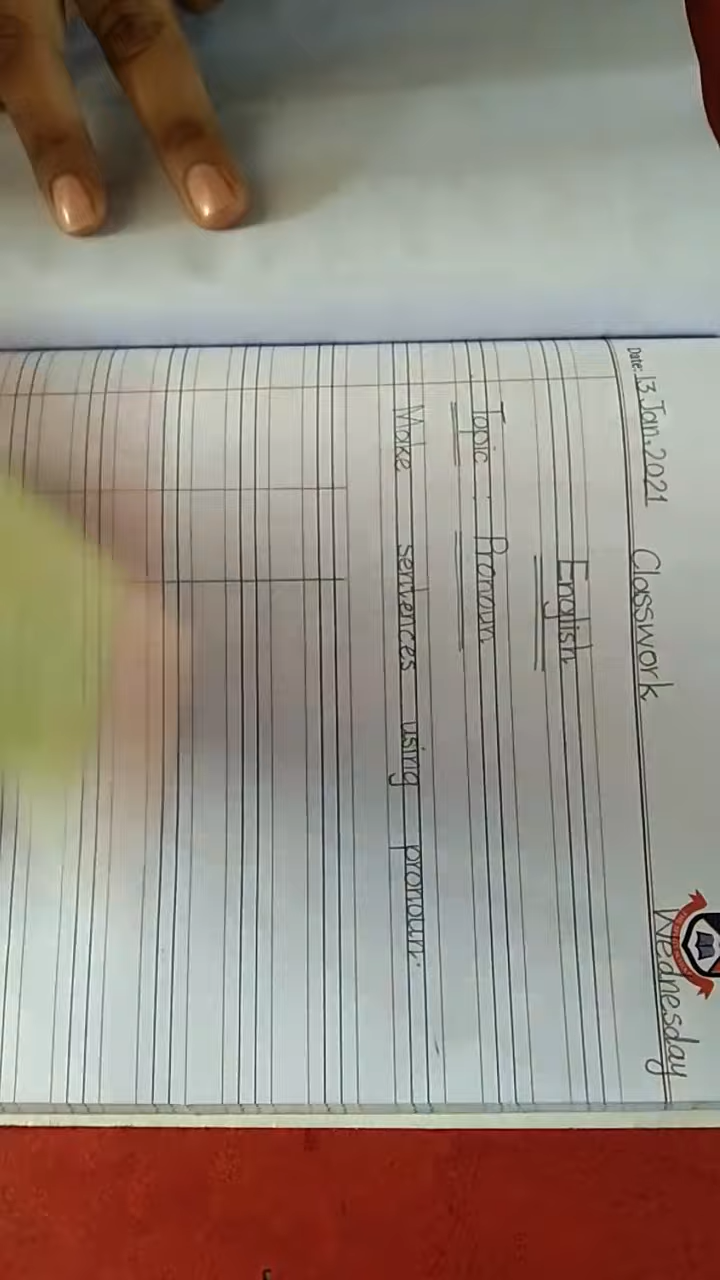 Date: 13 Jan, 2021 Classwork Wednesday
English
Topic : Pronoun
Make sentences using pronoun.